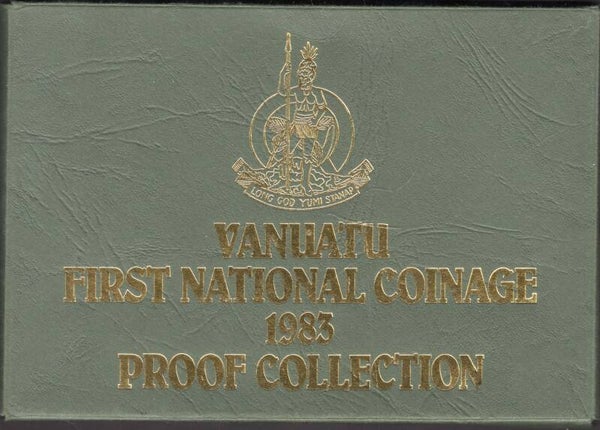 LONG GOD YUMI STANAP
VANUATU
FIRST NATIONAL COINAGE
1983
PROOF COLLECTION